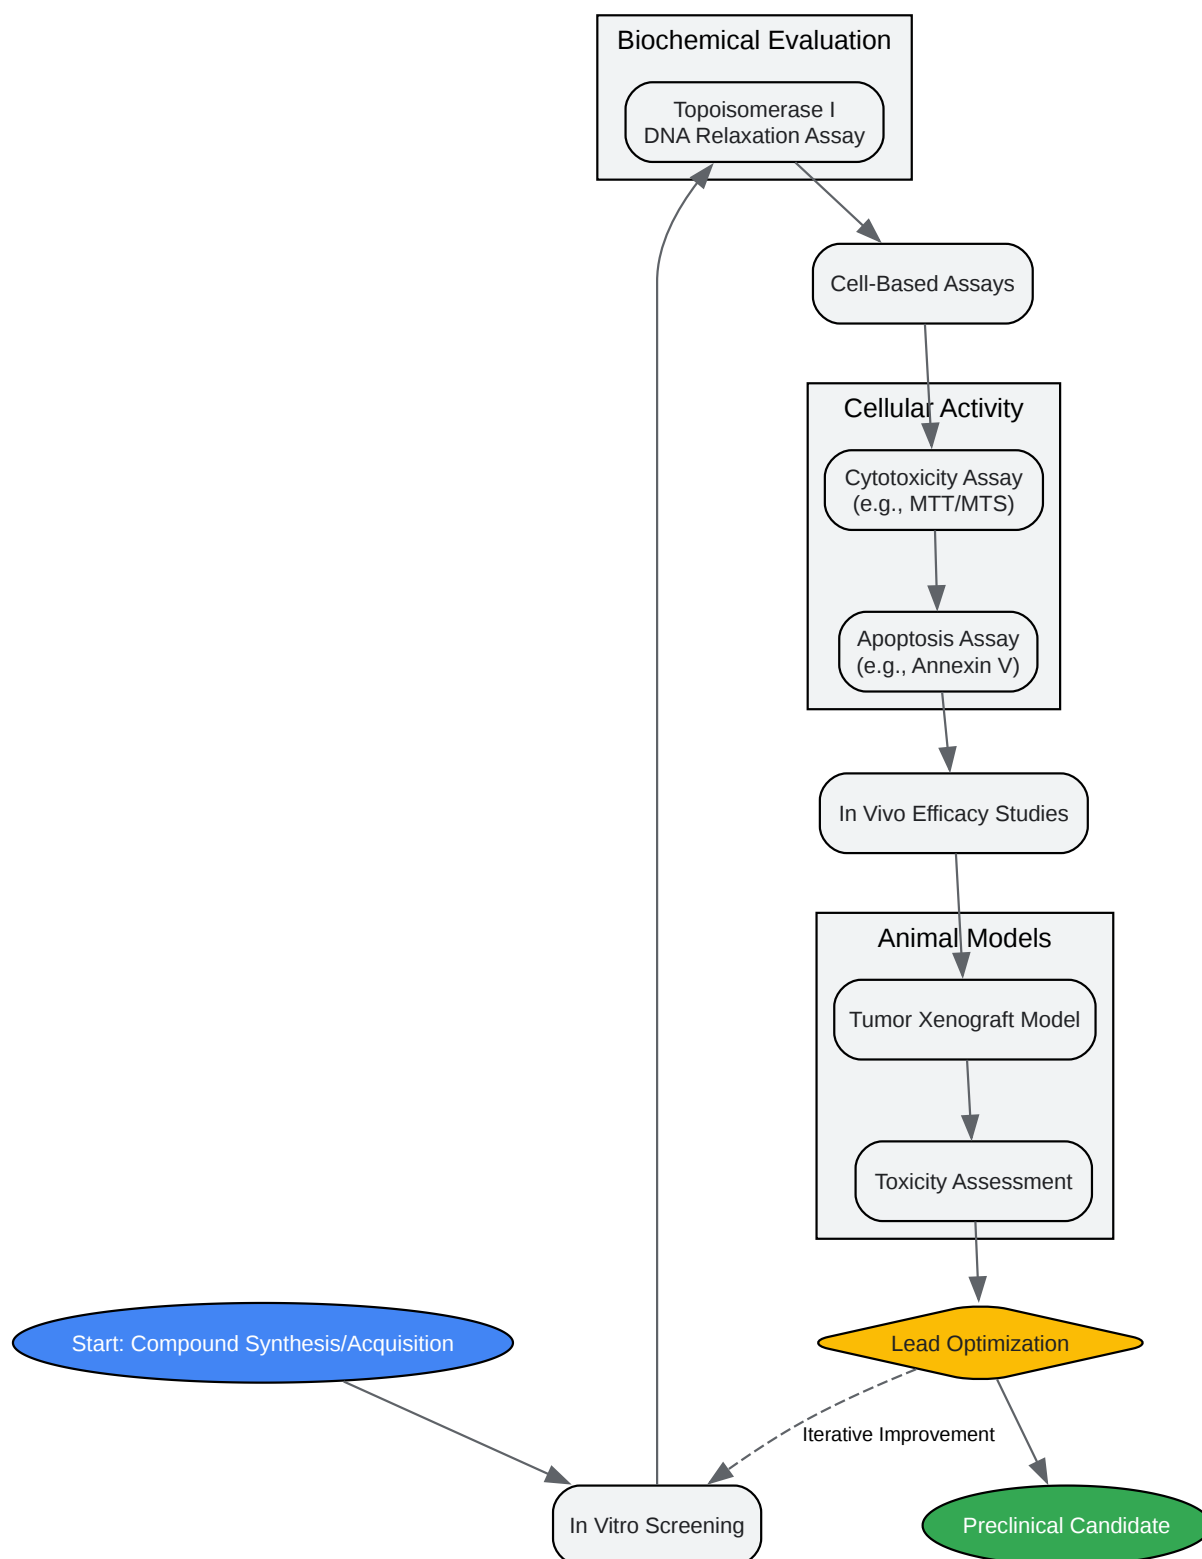 Biochemical Evaluation
Topoisomerase I
DNA Relaxation Assay
Cell-Based Assays
Cellular Activity
Cytotoxicity Assay
(e.g., MTT/MTS)
Apoptosis Assay
(e.g., Annexin V)
In Vivo Efficacy Studies
Animal Models
Tumor Xenograft Model
Toxicity Assessment
Start: Compound Synthesis/Acquisition
Lead Optimization
Iterative Improvement
In Vitro Screening
Preclinical Candidate